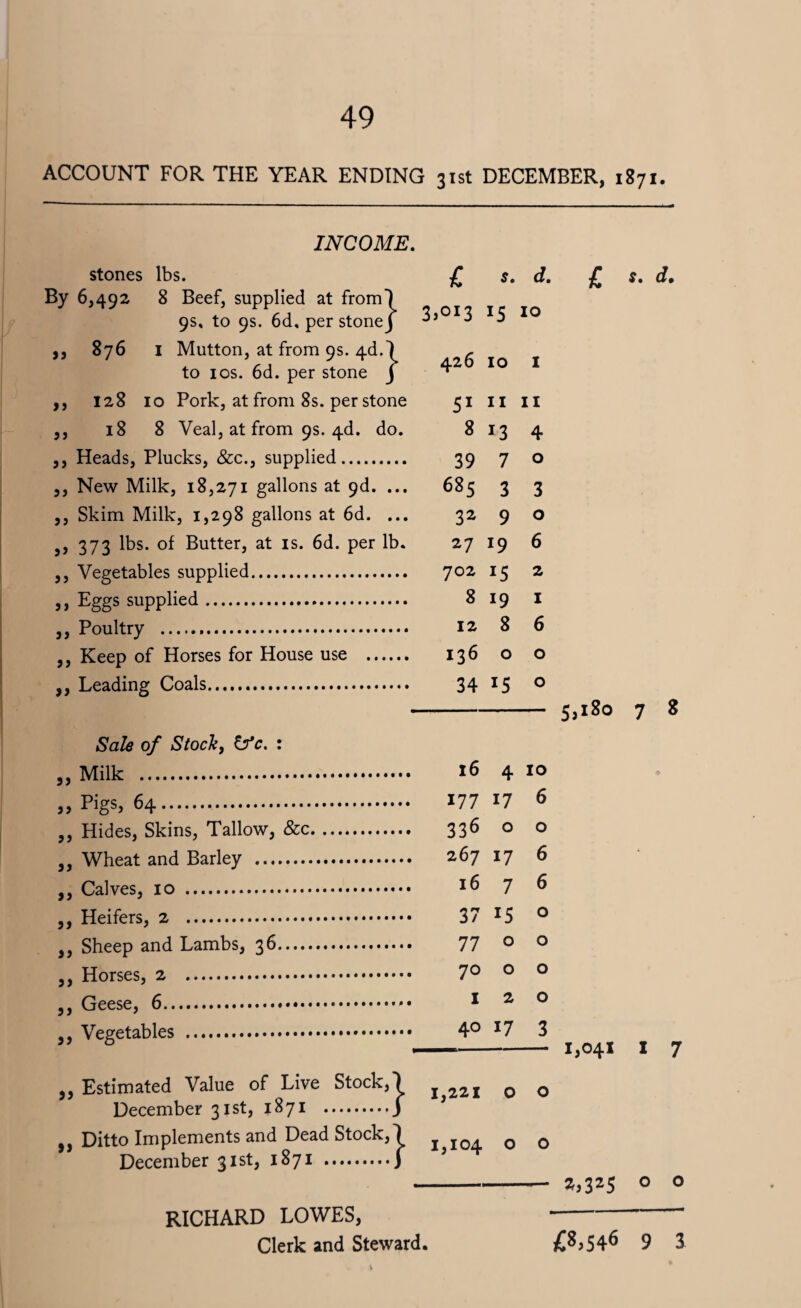 49
ACCOUNT FOR THE YEAR ENDING 31st DECEMBER, 1871.
INCOME.
stones lbs. £ s. d. £ s. d.
By 6,492 8 Beef, supplied at from}
9s. to 9s. 6d. per stone} 3,013 15 10
,, 876 1 Mutton, at from 9s. 4d.}
to 10s. 6d. per stone } 426 10 1
,, 128 10 Pork, at from 8s. per stone 51 11 11
,, 18 8 Veal, at from 9s. 4d. do. 8 13 4
,, Heads, Plucks, &c., supplied.......... 39 7 0
,, New Milk, 18,271 gallons at 9d. ... 685 3 3
,, Skim Milk, 1,298 gallons at 6d. ... 32 9 0
,, 373 lbs. of Butter, at 1s. 6d. per lb. 27 19 6
,, Vegetables supplied...................... 702 15 2
,, Eggs supplied............................ 8 19 1
,, Poultry .................................. 12 8 6
,, Keep of Horses for House use ...... 136 0 0
,, Leading Coals............................ 34 15 0
5,180 7 8
Sale of Stock, &c. :
,, Milk ...................................... 16 4 10
,, Pigs, 64................................... 177 17 6
,, Hides, Skins, Tallow, &c............. 336 0 0
,, Wheat and Barley ..................... 267 17 6
,, Calves, 10 ............................... 16 7 6
,, Heifers, 2 ............................... 37 15 0
,, Sheep and Lambs, 36.................. 77 0 0
,, Horses, 2 ............................... 70 0 0
,, Geese, 6.................................. 1 2 0
,, Vegetables .............................. 40 17 3
1,041 1 7
,, Estimated Value of Live Stock,}
December 31st, 1871 ..........} 1,221 0 0
,, Ditto Implements and Dead Stock,}
December 31st, 1871 ..........} 1,104 0 0
2,325 0 0
RICHARD LOWES,
Clerk and Steward. £8,546 9 3